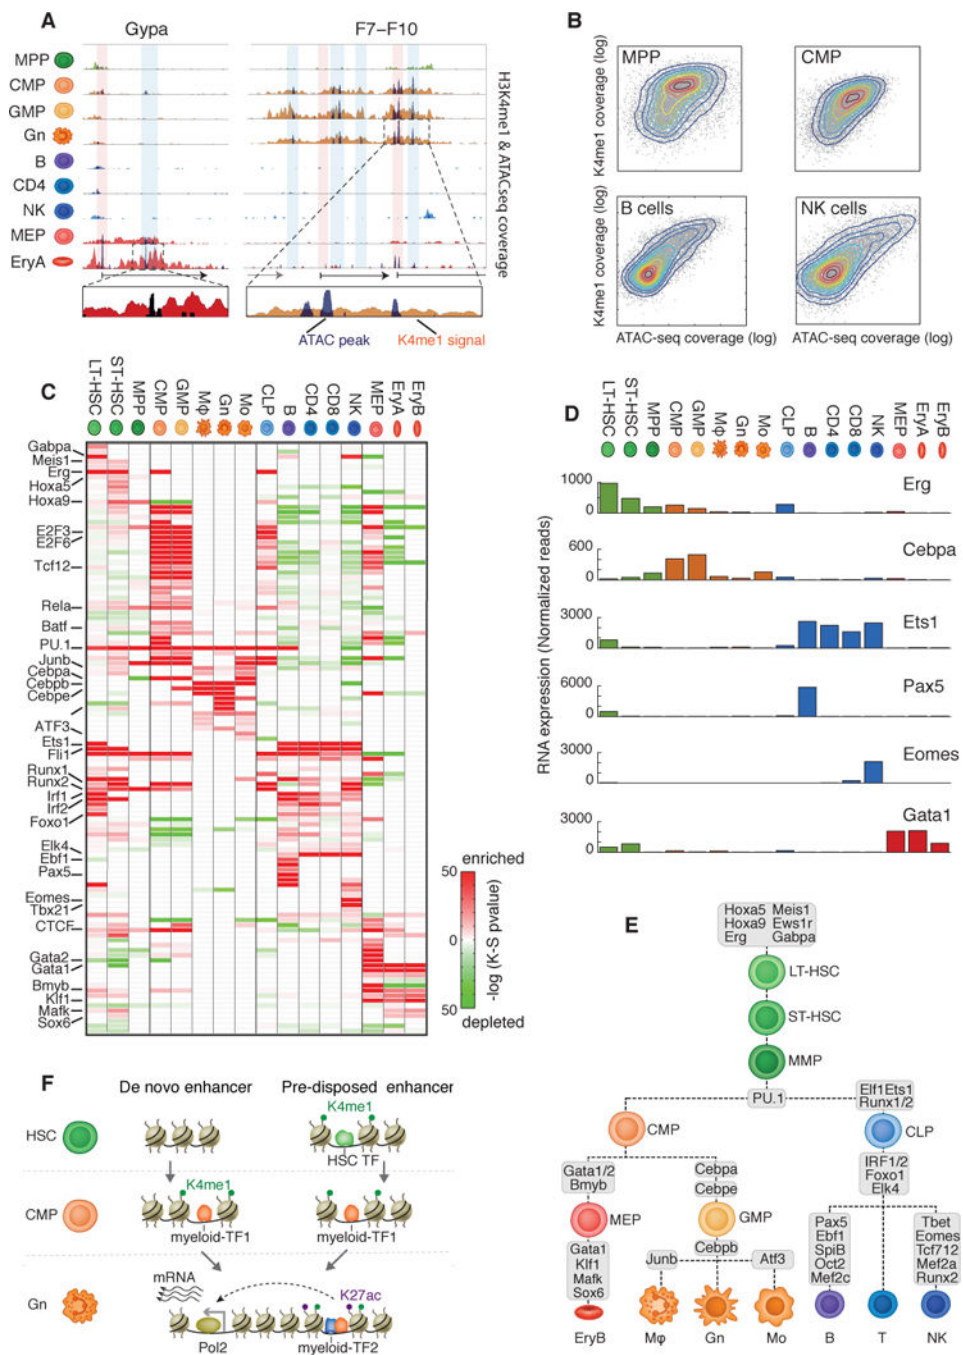 A
Gypa
F7–F10
MPP
CMP
GMP
Gn
B
CD4
NK
MEP
EryA
H3K4me1 & ATACseq coverage
ATAC peak
K4me1 signal
B
MPP
CMP
K4me1 coverage (log)
B cells
NK cells
K4me1 coverage (log)
ATAC-seq coverage (log)
ATAC-seq coverage (log)
C
LT-HSC
ST-HSC
MPP
CMP
GMP
Mφ
Gn
Mo
CLP
B
CD4
CD8
NK
MEP
EryA
EryB
Gabpa
Meis1
Erg
Hoxa5
Hoxa9
E2F3
E2F6
Tcf12
Rela
Batf
PU.1
Junb
Cebpa
Cebpb
Cebpe
ATF3
Ets1
Fli1
Runx1
Runx2
Irf1
Irf2
Foxo1
Elk4
Ebf1
Pax5
Eomes
Tbx21
CTCF
Gata2
Gata1
Bmyb
Klf1
Mafk
Sox6
enriched
50
0
50
depleted
-log (K-S pvalue)
D
LT-HSC
ST-HSC
MPP
CMP
GMP
Mφ
Gn
Mo
CLP
B
CD4
CD8
NK
MEP
EryA
EryB
RNA expression (Normalized reads)
1000
0
Erg
600
0
Cebpa
3000
0
Ets1
6000
0
Pax5
3000
0
Eomes
3000
0
Gata1
E
Hoxa5 Meis1
Hoxa9 Ews1r
Erg Gabpa
LT-HSC
ST-HSC
MMP
PU.1
Elf1Ets1
Runx1/2
CMP
CLP
Gata1/2
Bmyb
Cebpa
Cebpe
IRF1/2
Foxo1
Elk4
MEP
GMP
Gata1
Klf1
Mafk
Sox6
Cebpb
Junb
Atf3
Pax5
Ebf1
SpiB
Oct2
Mef2c
Tbet
Eomes
Tcf712
Mef2a
Runx2
EryB
Mφ
Gn
Mo
B
T
NK
F
De novo enhancer
Pre-disposed enhancer
HSC
K4me1
HSC TF
CMP
K4me1
myeloid-TF1
myeloid-TF1
Gn
mRNA
K27ac
Pol2
myeloid-TF2